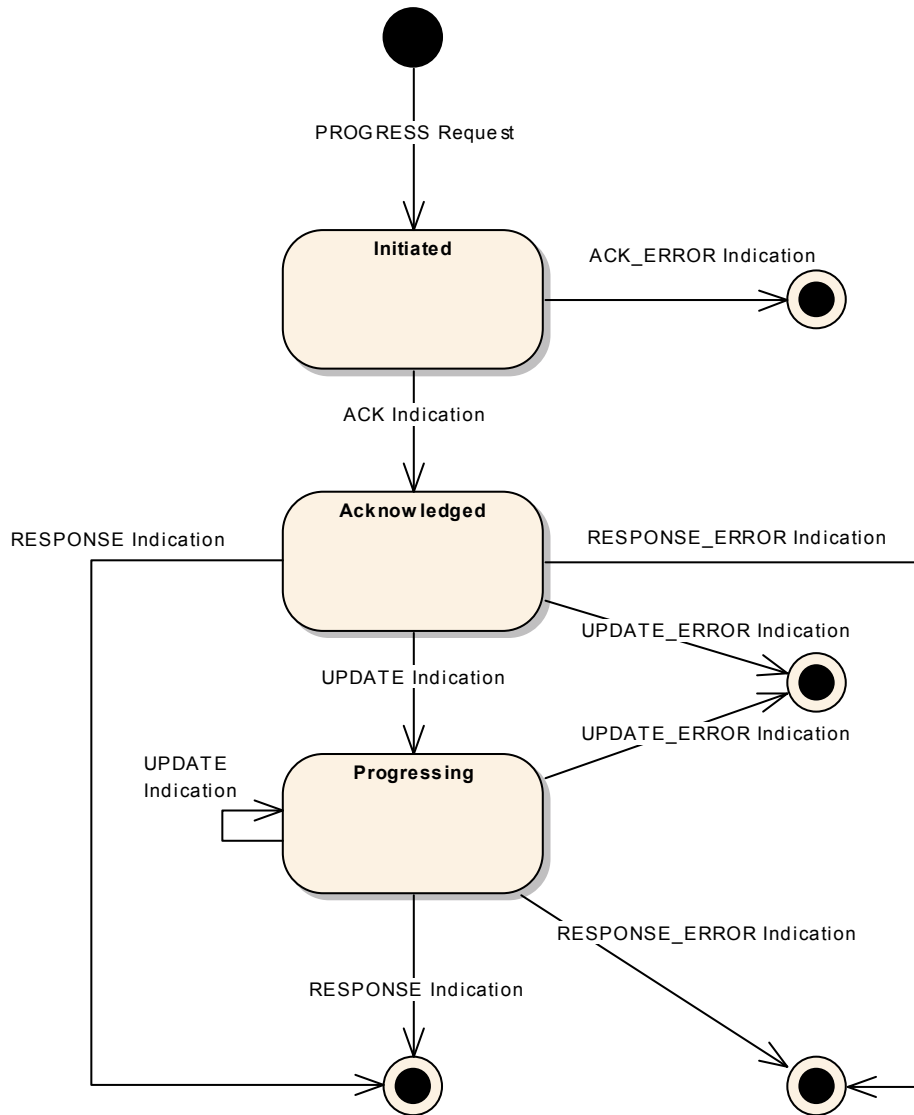 PROGRESS Request
Initiated
ACK_ERROR Indication
ACK Indication
Acknowledged
RESPONSE Indication
RESPONSE_ERROR Indication
UPDATE_ERROR Indication
UPDATE Indication
UPDATE_ERROR Indication
Progressing
UPDATE
Indication
RESPONSE_ERROR Indication
RESPONSE Indication